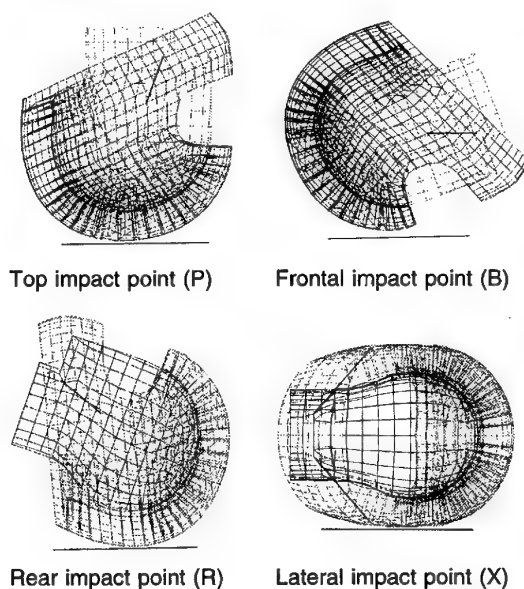 Top impact point (P)
Frontal impact point (B)
Rear impact point (R)
Lateral impact point (X)